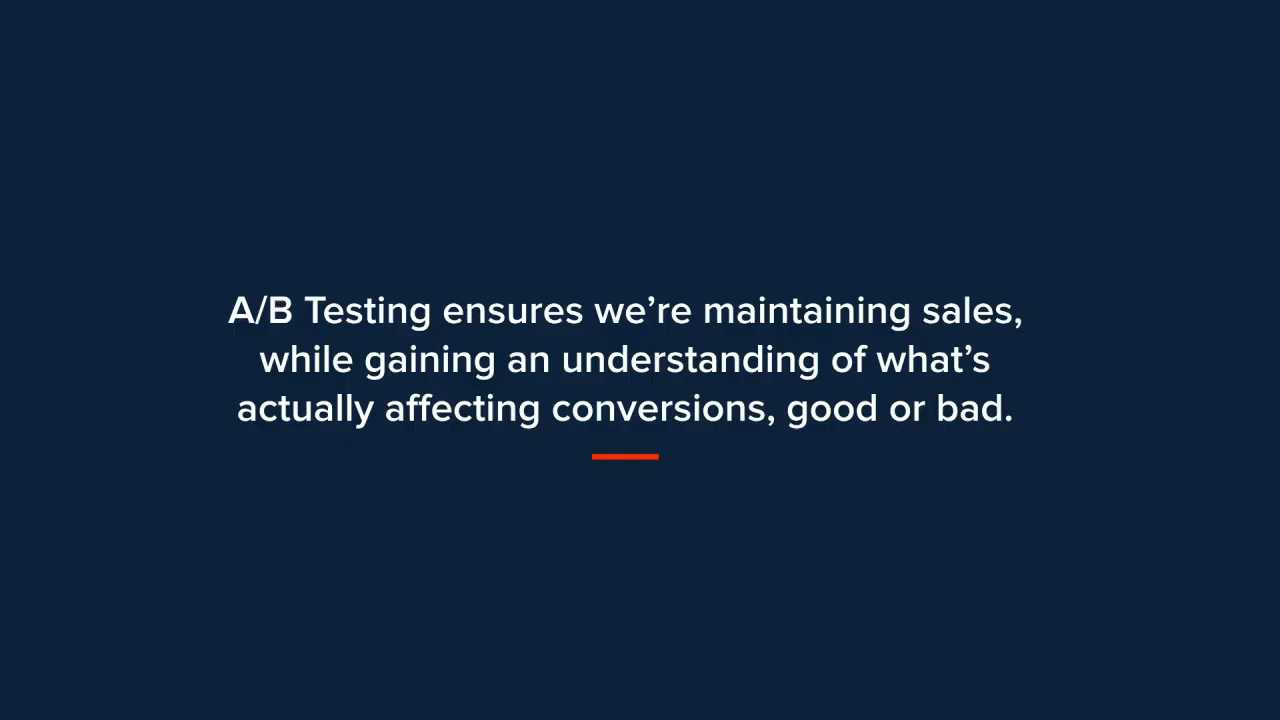 A/B Testing ensures we’re maintaining sales,
while gaining an understanding of what’s
actually affecting conversions, good or bad.